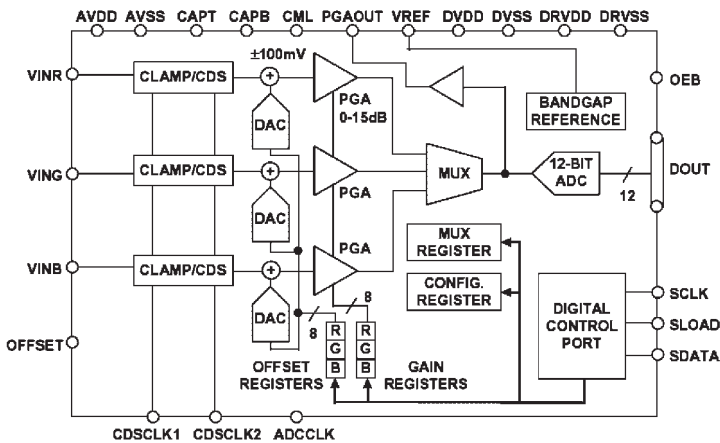 AVDD AVSS CAPT CAPB CML PGAOUT VREF DVDD DVSS DRVDD DRVSS
±100mV
VINR
CLAMP/CDS
+
PGA
0-15dB
DAC
BANDGAP
REFERENCE
OEB
VING
CLAMP/CDS
+
PGA
MUX
12-BIT
ADC
12
DOUT
DAC
VINB
CLAMP/CDS
+
PGA
DAC
MUX
REGISTER
CONFIG.
REGISTER
DIGITAL
CONTROL
PORT
SCLK
SLOAD
SDATA
OFFSET
8
8
R
G
B
R
G
B
OFFSET
REGISTERS
GAIN
REGISTERS
CDSCLK1 CDSCLK2 ADCCLK